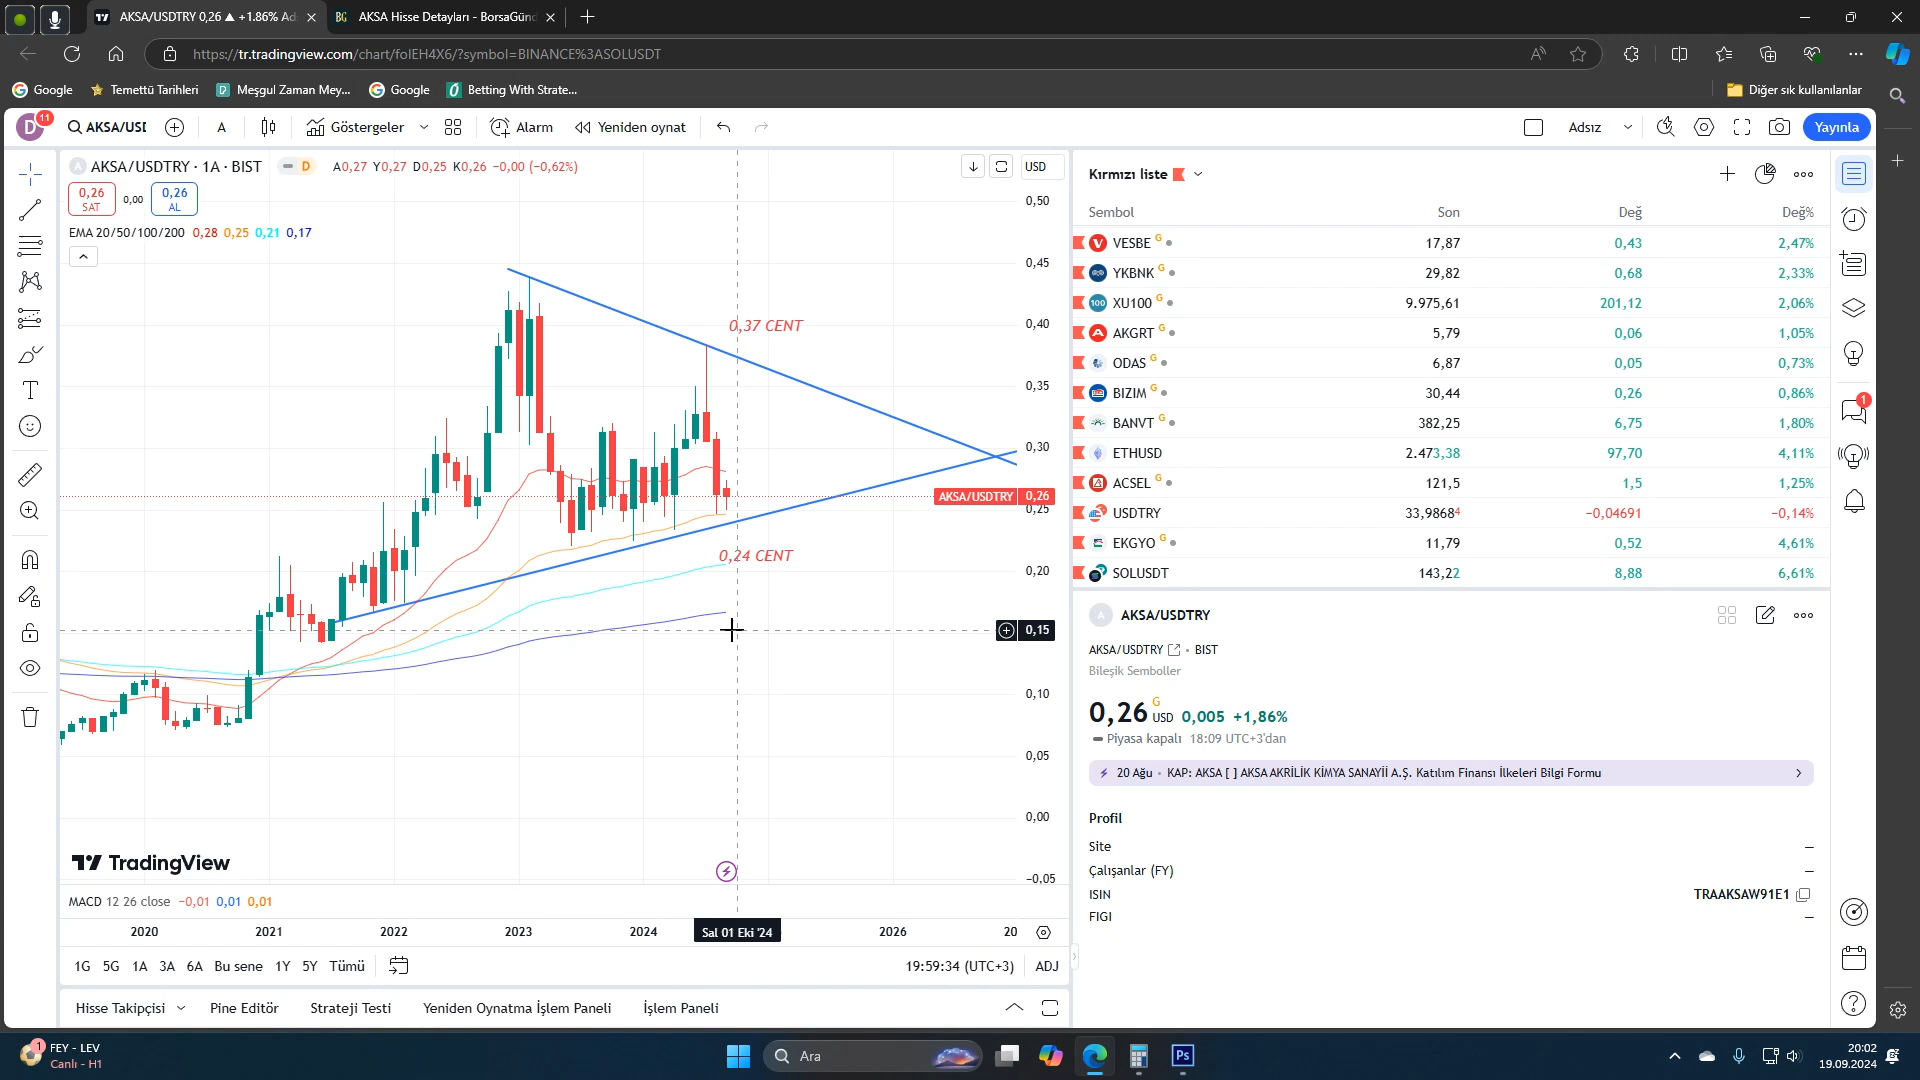 AKSA/USDTRY 0,26 ▲ +1.86% Ad
AKSA Hisse Detayları - BorsaGünd
https://tr.tradingview.com/chart/folEH4X6/?symbol=BINANCE%3ASOLUSDT
Google
Temettü Tarihleri
Meşgul Zaman Mey...
Google
Betting With Strate...
Diğer sık kullanılanlar
D 11
AKSA/USI
A
Göstergeler
Alarm
Yeniden oynat
Adsız
Yayınla
AKSA/USDTRY · 1A · BIST
D
A0,27 Y0,27 D0,25 K0,26 −0,00 (−0,62%)
USD
0,26 SAT
0,00
0,26 AL
EMA 20/50/100/200 0,28 0,25 0,21 0,17
0,50
0,45
0,40
0,35
0,30
AKSA/USDTRY 0,26
0,25
0,20
0,15
0,10
0,05
0,00
−0,05
0,37 CENT
0,24 CENT
TradingView
MACD 12 26 close −0,01 0,01 0,01
2020 2021 2022 2023 2024 Sal 01 Eki '24 2026 20
1G 5G 1A 3A 6A Bu sene 1Y 5Y Tümü
19:59:34 (UTC+3) ADJ
Hisse Takipçisi
Pine Editör
Strateji Testi
Yeniden Oynatma İşlem Paneli
İşlem Paneli
Kırmızı liste
Sembol Son Değ Değ%
VESBE G 17,87 0,43 2,47%
YKBNK G 29,82 0,68 2,33%
100 XU100 G 9.975,61 201,12 2,06%
AKGRT G 5,79 0,06 1,05%
ODAS G 6,87 0,05 0,73%
BIZIM G 30,44 0,26 0,86%
BANVT G 382,25 6,75 1,80%
ETHUSD 2.473,38 97,70 4,11%
ACSEL G 121,5 1,5 1,25%
USDTRY 33,9868⁴ −0,04691 −0,14%
EKGYO G 11,79 0,52 4,61%
SOLUSDT 143,22 8,88 6,61%
A AKSA/USDTRY
AKSA/USDTRY • BIST
Bileşik Semboller
0,26 G USD 0,005 +1,86%
Piyasa kapalı 18:09 UTC+3'dan
20 Ağu • KAP: AKSA [ ] AKSA AKRİLİK KİMYA SANAYİİ A.Ş. Katılım Finansı İlkeleri Bilgi Formu
Profil
Site –
Çalışanlar (FY) –
ISIN TRAAKSAW91E1
FIGI –
1
1
FEY - LEV
Canlı - H1
Ara
Ps
20:02
19.09.2024